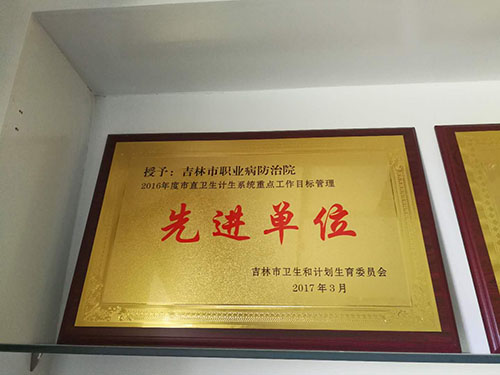 授予：吉林市职业病防治院
2016年度市直卫生计生系统重点工作目标管理
先进单位
吉林市卫生和计划生育委员会
2017年3月